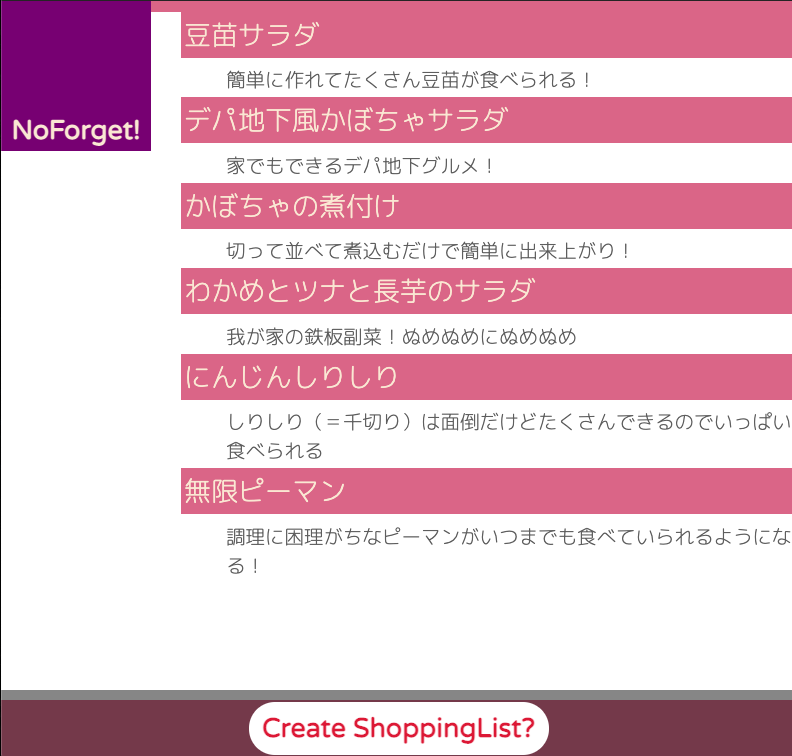 NoForget!
豆苗サラダ
簡単に作れてたくさん豆苗が食べられる！
デパ地下風かぼちゃサラダ
家でもできるデパ地下グルメ！
かぼちゃの煮付け
切って並べて煮込むだけで簡単に出来上がり！
わかめとツナと長芋のサラダ
我が家の鉄板副菜！ぬめぬめにぬめぬめ
にんじんしりしり
しりしり（＝千切り）は面倒だけどたくさんできるのでいっぱい
食べられる
無限ピーマン
調理に困理がちなピーマンがいつまでも食べていられるようにな
る！
Create ShoppingList?